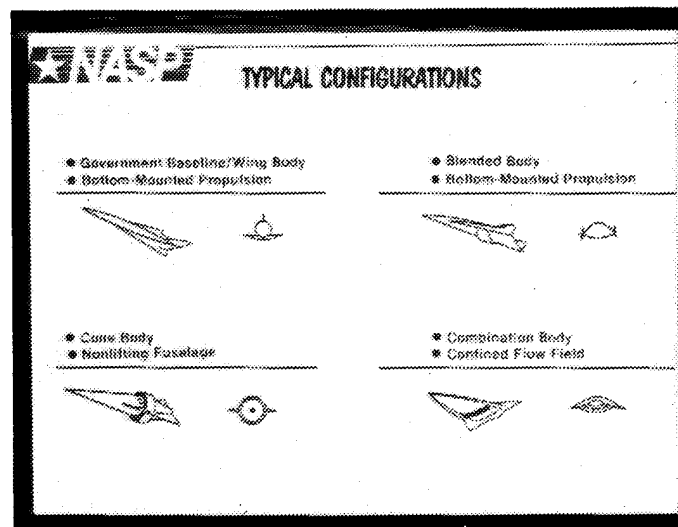 NASP
TYPICAL CONFIGURATIONS
● Government Baseline/Wing Body
● Bottom-Mounted Propulsion
● Blended Body
● Bottom-Mounted Propulsion
● Cone Body
● Nonlifting Fuselage
● Combination Body
● Confined Flow Field